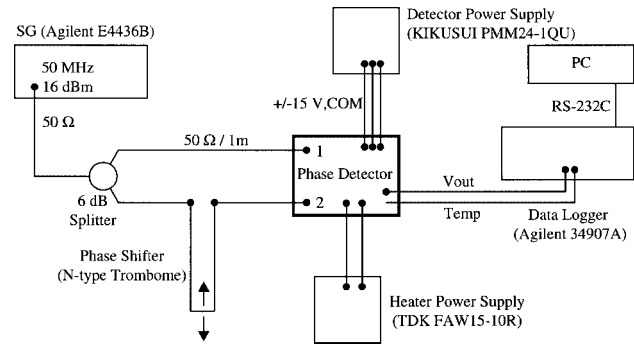 SG (Agilent E4436B)
50 MHz
16 dBm
50 Ω
6 dB
Splitter
50 Ω / 1m
Phase Shifter
(N-type Trombome)
Detector Power Supply
(KIKUSUI PMM24-1QU)
+/-15 V,COM
1
Phase Detector
2
Vout
Temp
PC
RS-232C
Data Logger
(Agilent 34907A)
Heater Power Supply
(TDK FAW15-10R)